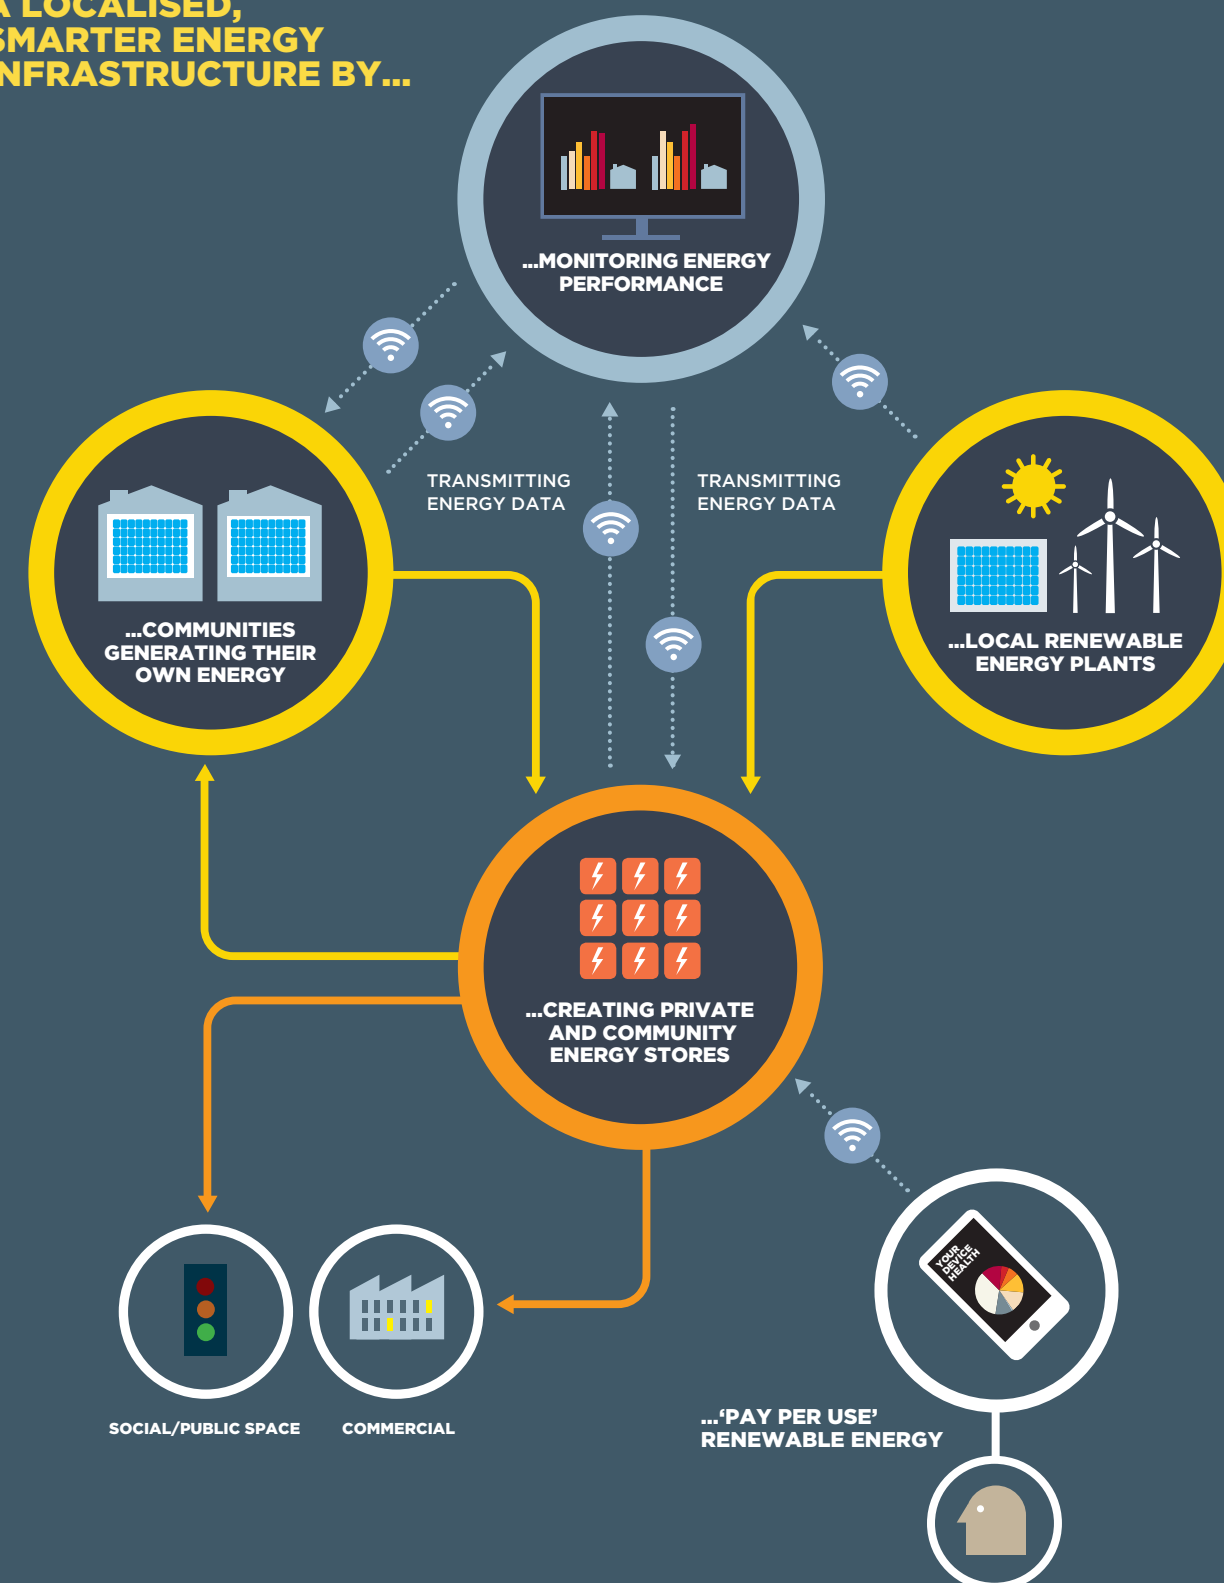 A LOCALISED,
SMARTER ENERGY
INFRASTRUCTURE BY...
...MONITORING ENERGY
PERFORMANCE
TRANSMITTING
ENERGY DATA
TRANSMITTING
ENERGY DATA
...COMMUNITIES
GENERATING THEIR
OWN ENERGY
...LOCAL RENEWABLE
ENERGY PLANTS
...CREATING PRIVATE
AND COMMUNITY
ENERGY STORES
YOUR
DEVICE
HEALTH
SOCIAL/PUBLIC SPACE
COMMERCIAL
...‘PAY PER USE’
RENEWABLE ENERGY